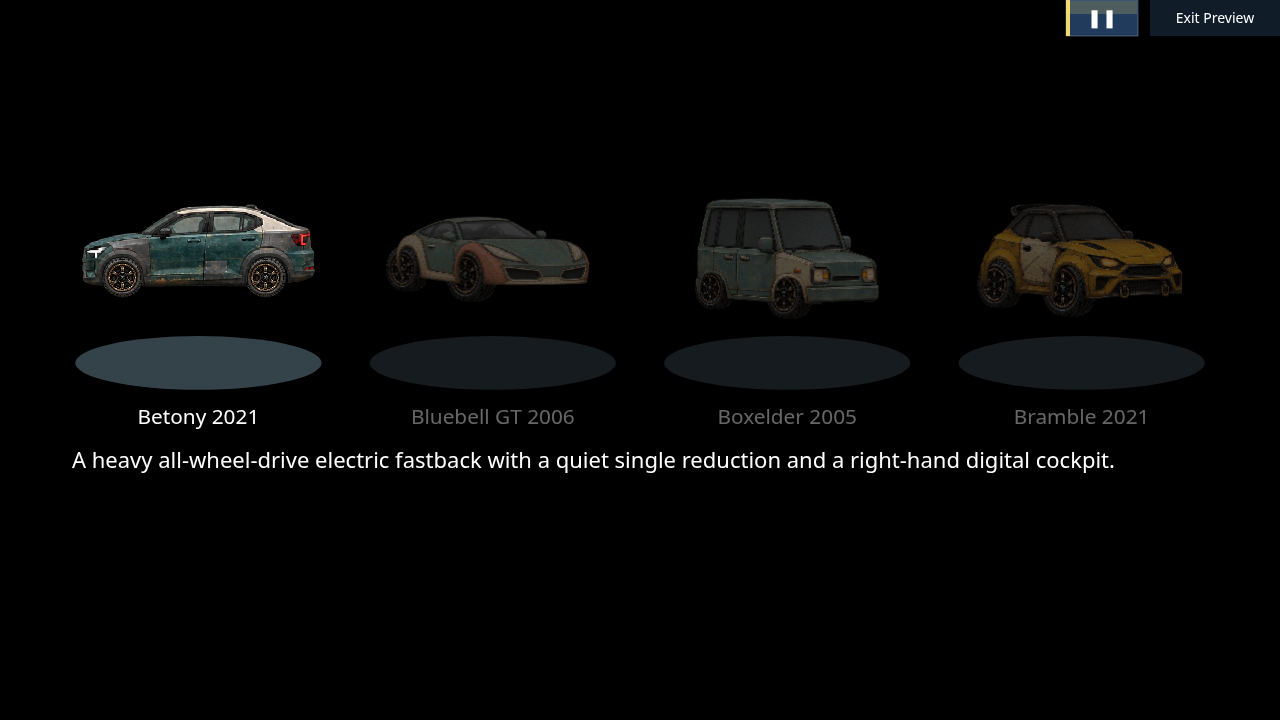 Exit Preview
Betony 2021
Bluebell GT 2006
Boxelder 2005
Bramble 2021
A heavy all-wheel-drive electric fastback with a quiet single reduction and a right-hand digital cockpit.